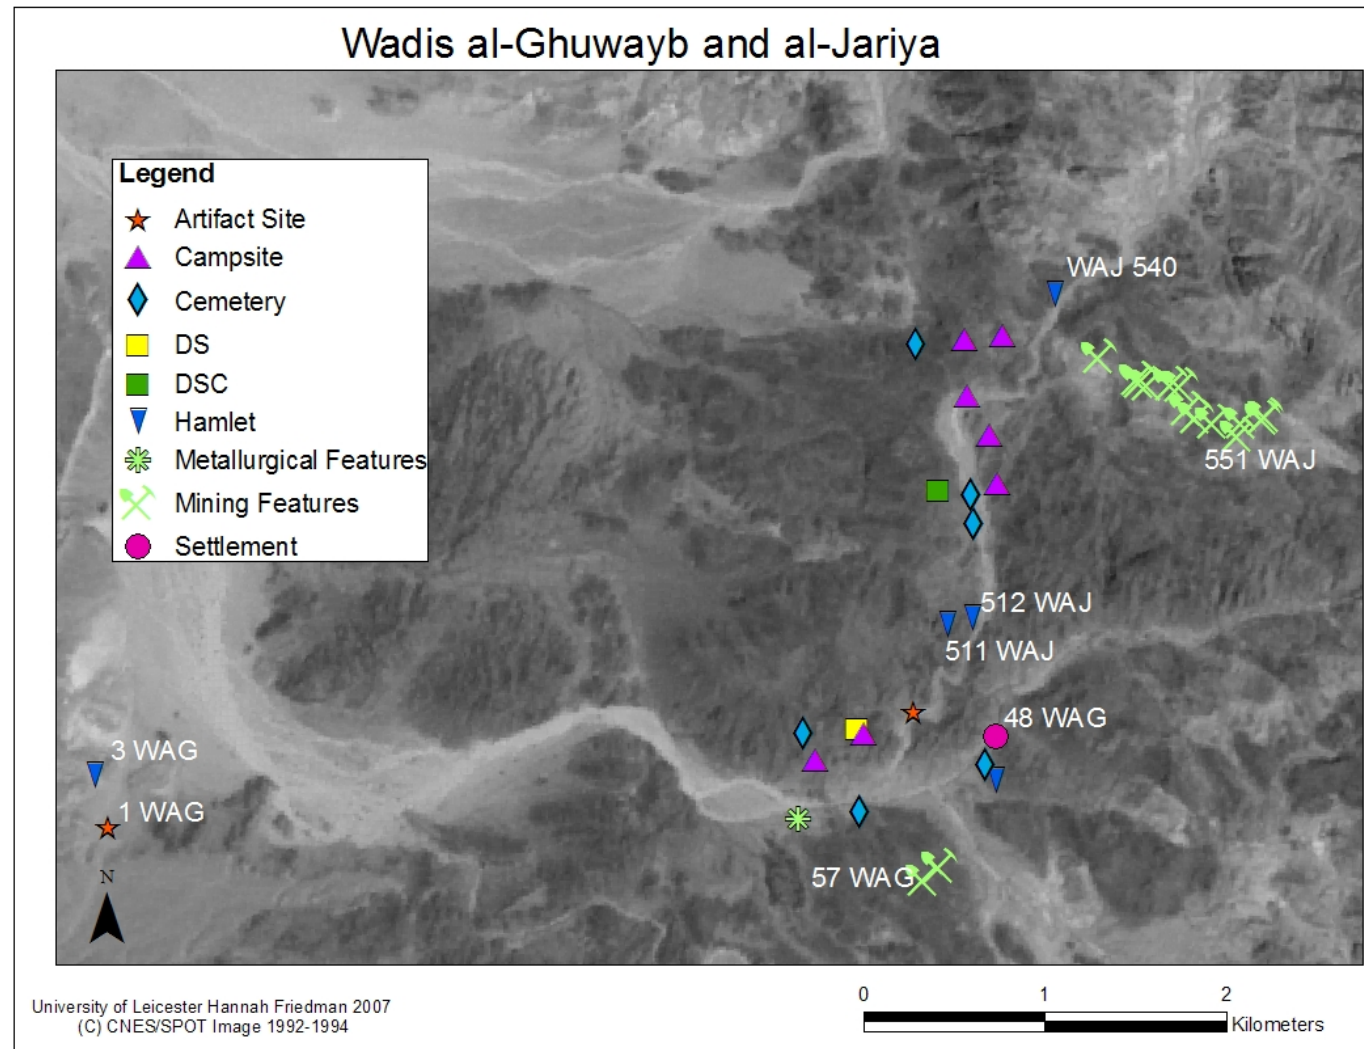 Wadis al-Ghuwayb and al-Jariya
Legend
Artifact Site
Campsite
Cemetery
DS
DSC
Hamlet
Metallurgical Features
Mining Features
Settlement
WAJ 540
551 WAJ
512 WAJ
511 WAJ
48 WAG
3 WAG
1 WAG
57 WAG
N
University of Leicester Hannah Friedman 2007
(C) CNES/SPOT Image 1992-1994
0 1 2
Kilometers